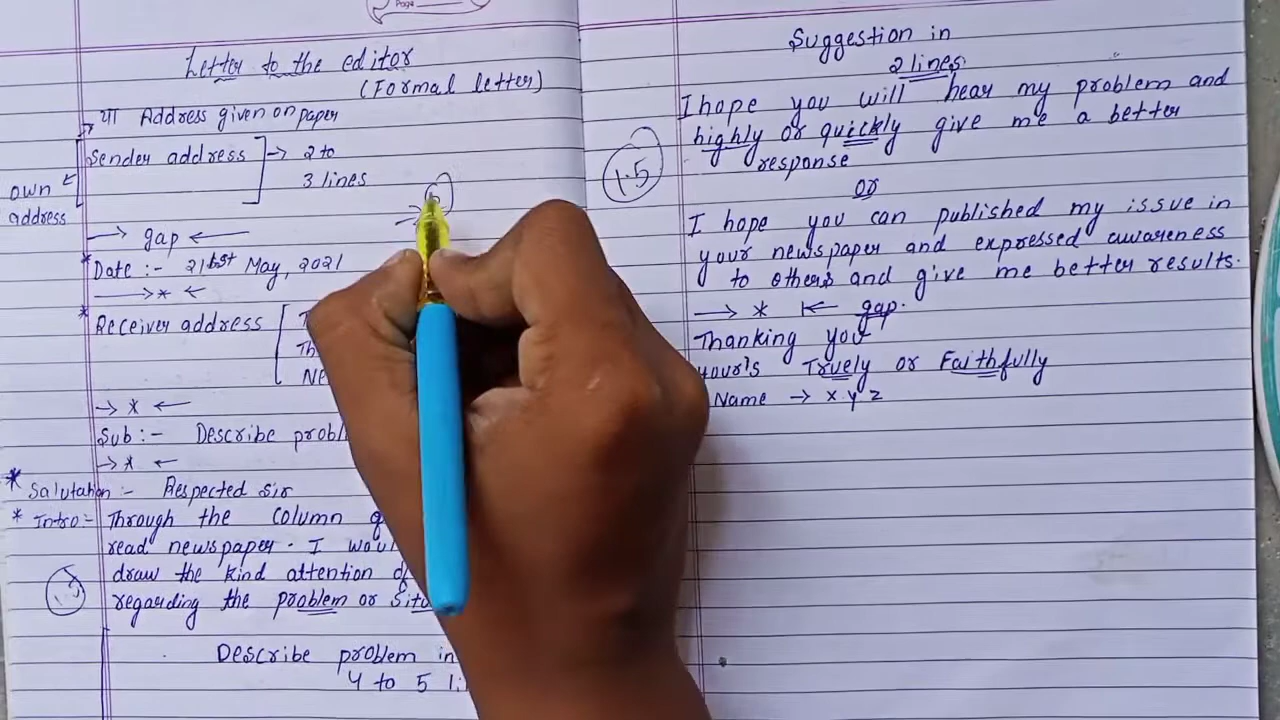 Page
Letter to the editor
(Formal letter)
या Address given on paper
Sender address → 2 to
3 lines
own
address
→ gap ←
* Date :- 21st May, 2021
→ * ←
* Receiver address
→ * ←
Sub :- Describe
→ * ←
* Salutation :- Respected Sir
* Intro :- Through the column
read newspaper. I
draw the kind attention
regarding the problem or
Describe problem in
4 to 5
Suggestion in
2 lines.
I hope you will hear my problem and
highly or quickly give me a better
response
1.5
or
I hope you can published my issue in
your newspaper and expressed awareness
to others and give me better results.
→ * ← gap.
Thanking you
your's Truely or Faithfully
Name → x y z